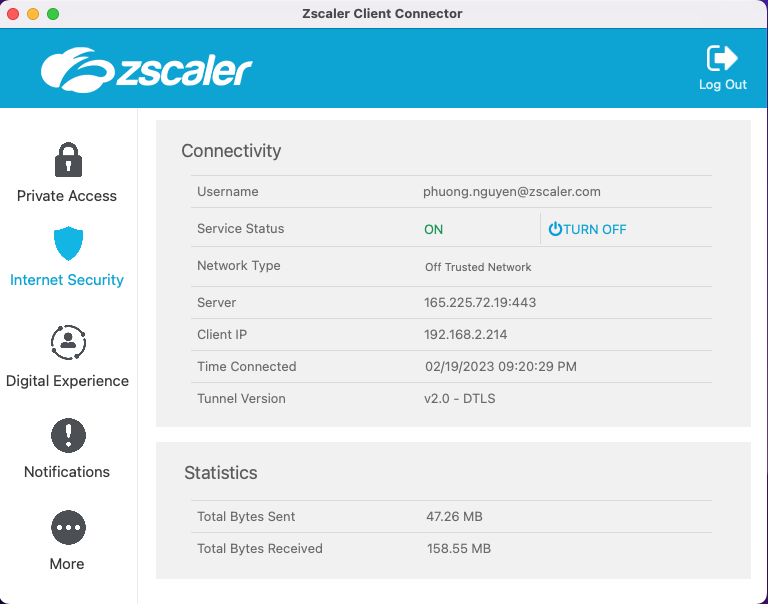 Zscaler Client Connector
zscaler
Log Out
Private Access
Internet Security
Digital Experience
Notifications
More
Connectivity
Username phuong.nguyen@zscaler.com
Service Status ON TURN OFF
Network Type Off Trusted Network
Server 165.225.72.19:443
Client IP 192.168.2.214
Time Connected 02/19/2023 09:20:29 PM
Tunnel Version v2.0 - DTLS
Statistics
Total Bytes Sent 47.26 MB
Total Bytes Received 158.55 MB